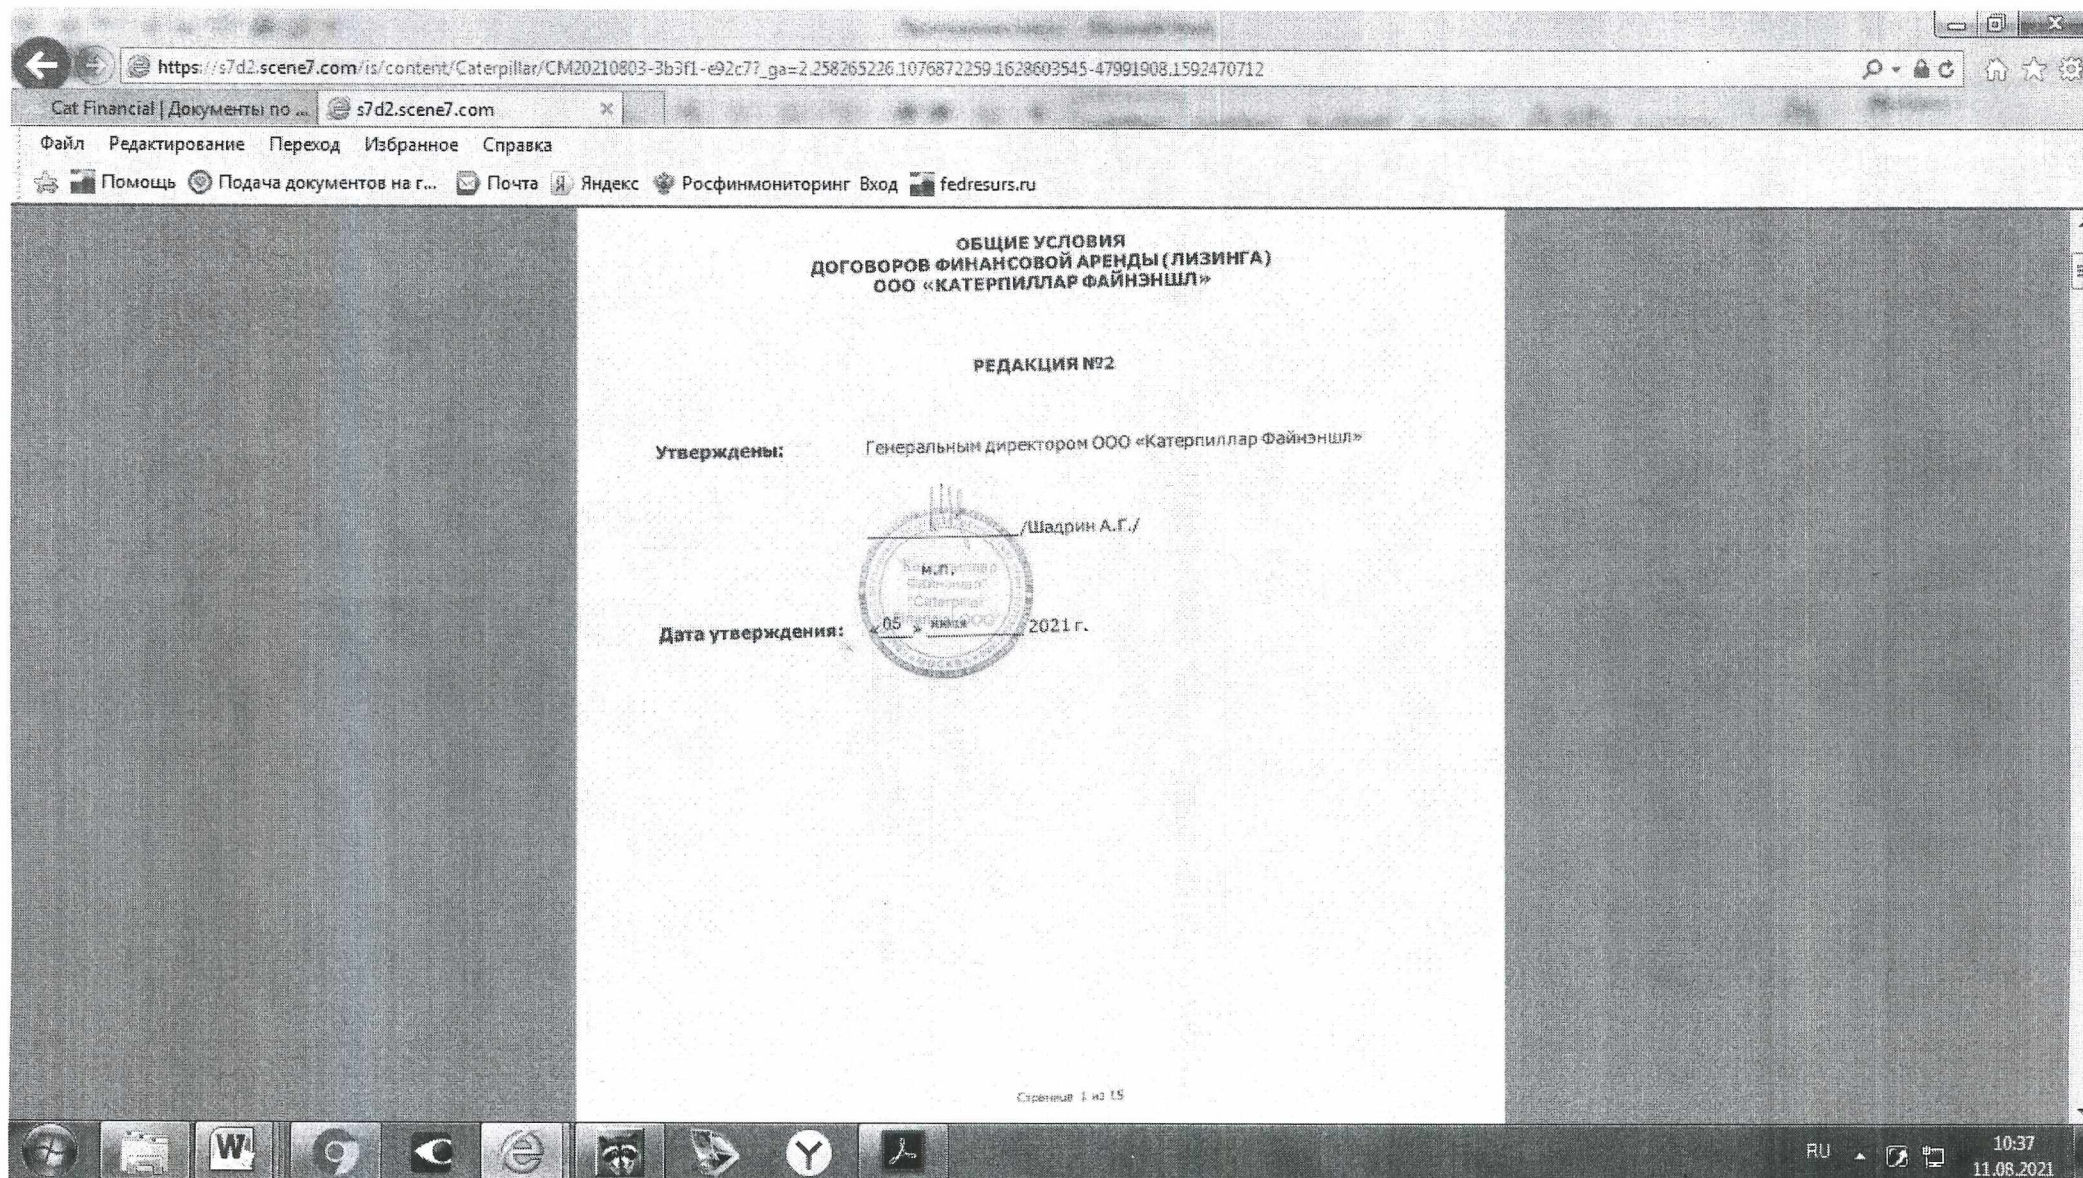 https://s7d2.scene7.com/is/content/Caterpillar/CM20210803-3b3f1-e92c7?_ga=2.258265226.1076872259.1628603545-47991908.1592470712
Cat Financial | Документы по ... s7d2.scene7.com
Файл Редактирование Переход Избранное Справка
Помощь Подача документов на г... Почта Яндекс Росфинмониторинг Вход fedresurs.ru
ОБЩИЕ УСЛОВИЯ
ДОГОВОРОВ ФИНАНСОВОЙ АРЕНДЫ (ЛИЗИНГА)
ООО «КАТЕРПИЛЛАР ФАЙНЭНШЛ»
РЕДАКЦИЯ №2
Утверждены: Генеральным директором ООО «Катерпиллар Файнэншл»
/Шадрин А.Г./
М.П.
Дата утверждения: «05» 2021 г.
Страница 1 из 15
RU 10:37
11.08.2021